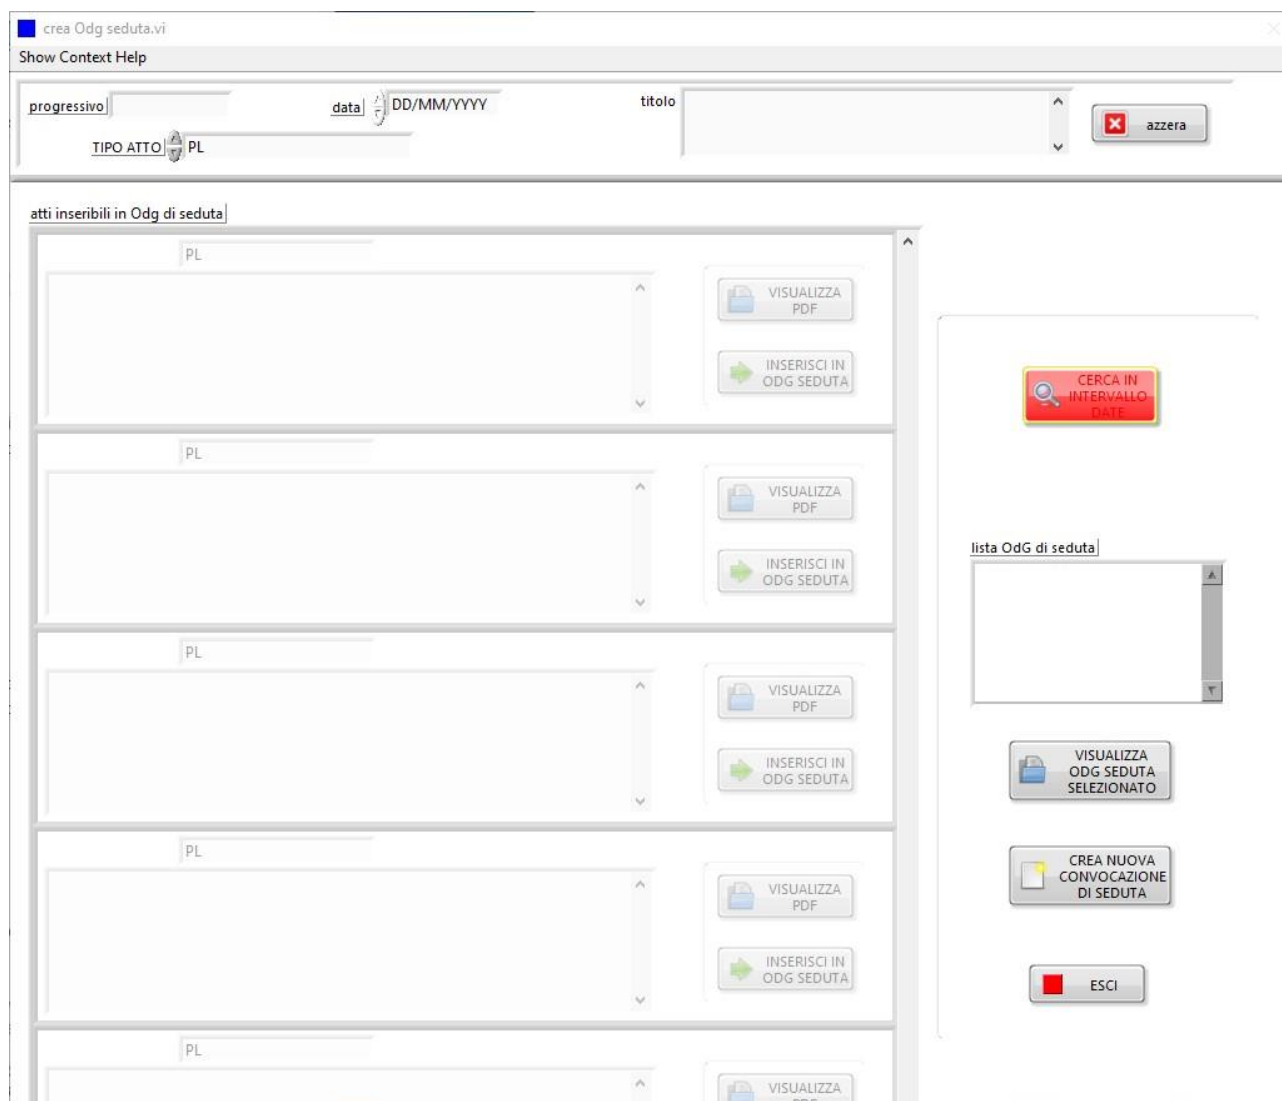 crea Odg seduta.vi
Show Context Help
progressivo
data DD/MM/YYYY
titolo
azzera
TIPO ATTO PL
atti inseribili in Odg di seduta
PL
VISUALIZZA
PDF
INSERISCI IN
ODG SEDUTA
PL
VISUALIZZA
PDF
INSERISCI IN
ODG SEDUTA
PL
VISUALIZZA
PDF
INSERISCI IN
ODG SEDUTA
PL
VISUALIZZA
PDF
INSERISCI IN
ODG SEDUTA
PL
VISUALIZZA
CERCA IN
INTERVALLO
DATE
lista OdG di seduta
VISUALIZZA
ODG SEDUTA
SELEZIONATO
CREA NUOVA
CONVOCAZIONE
DI SEDUTA
ESCI